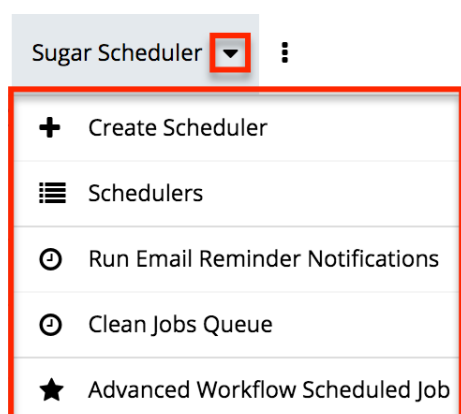 Sugar Scheduler
Create Scheduler
Schedulers
Run Email Reminder Notifications
Clean Jobs Queue
Advanced Workflow Scheduled Job